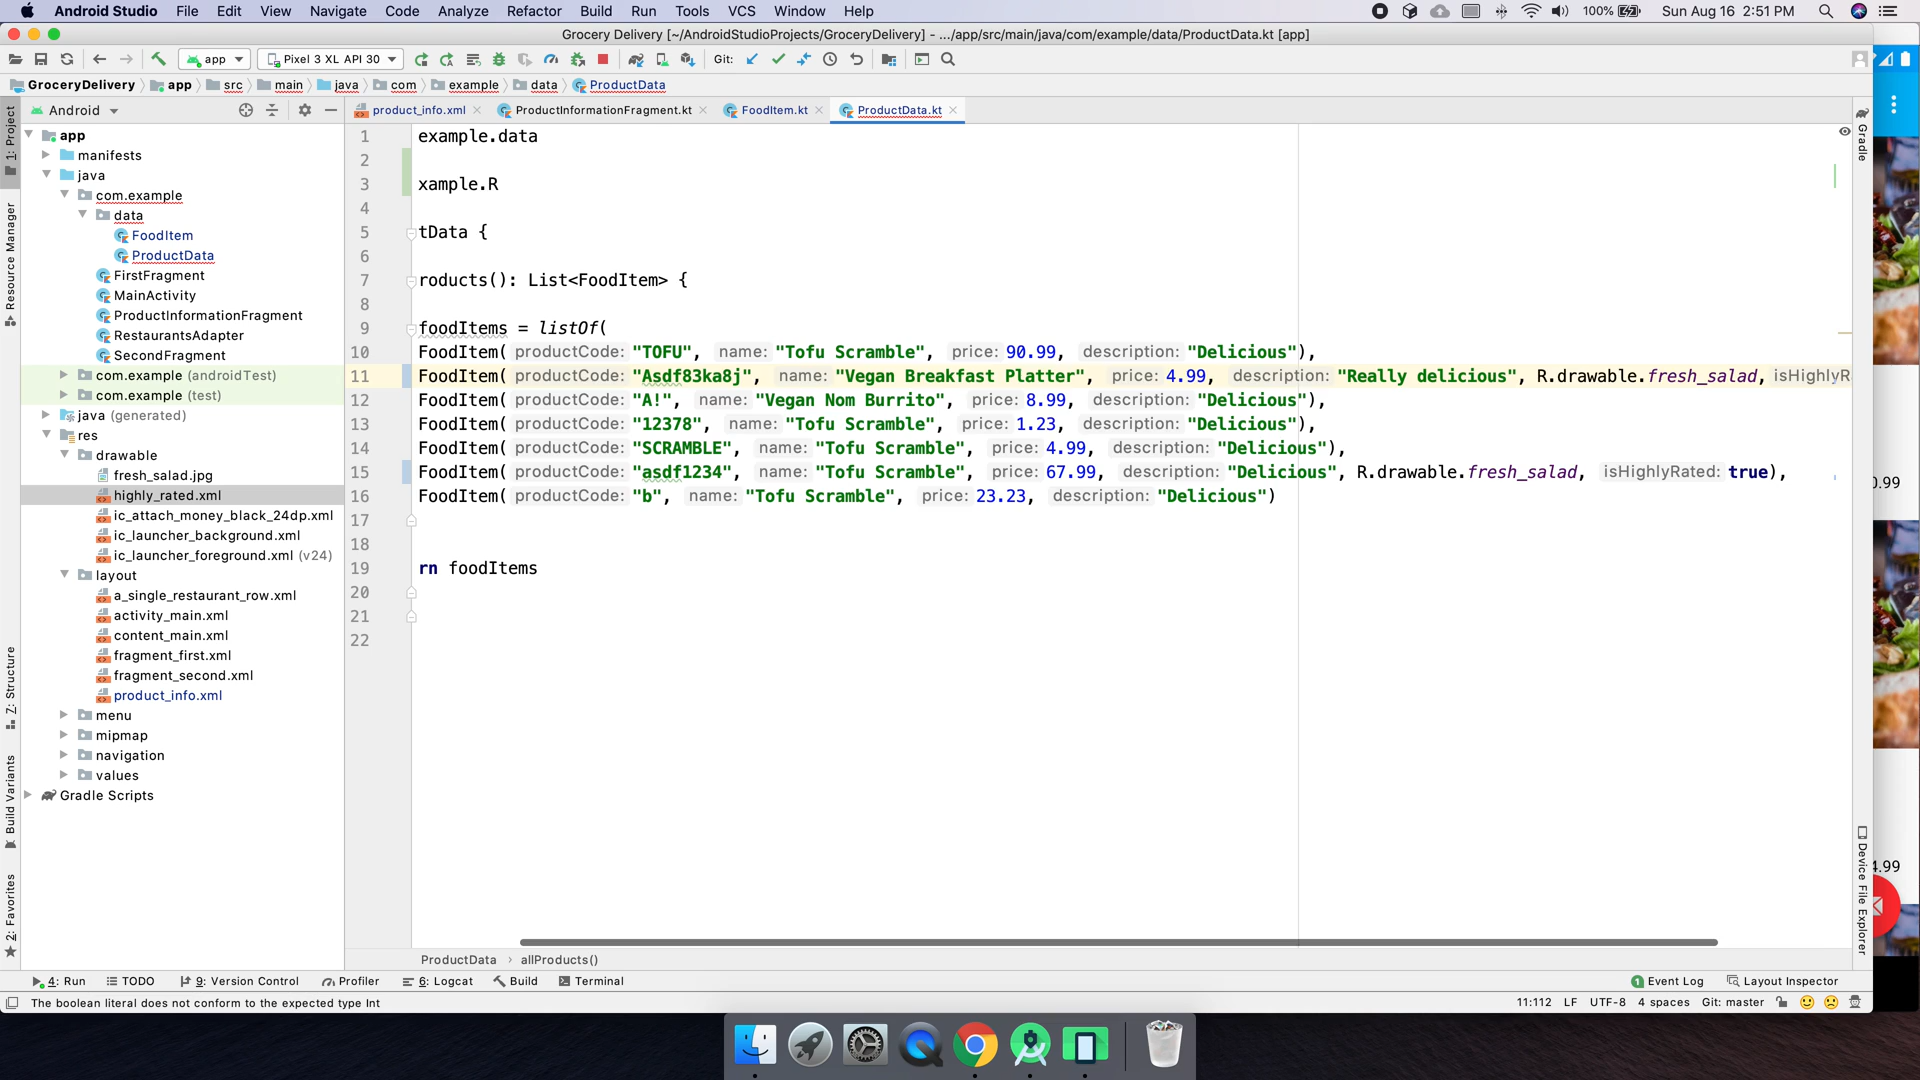 Android Studio File Edit View Navigate Code Analyze Refactor Build Run Tools VCS Window Help 100% Sun Aug 16 2:51 PM
Grocery Delivery [~/AndroidStudioProjects/GroceryDelivery] - .../app/src/main/java/com/example/data/ProductData.kt [app]
app Pixel 3 XL API 30 Git:
GroceryDelivery app src main java com example data ProductData
Android product_info.xml ProductInformationFragment.kt FoodItem.kt ProductData.kt
1: Project
Resource Manager
Z: Structure
Build Variants
2: Favorites
app
manifests
java
com.example
data
FoodItem
ProductData
FirstFragment
MainActivity
ProductInformationFragment
RestaurantsAdapter
SecondFragment
com.example (androidTest)
com.example (test)
java (generated)
res
drawable
fresh_salad.jpg
highly_rated.xml
ic_attach_money_black_24dp.xml
ic_launcher_background.xml
ic_launcher_foreground.xml (v24)
layout
a_single_restaurant_row.xml
activity_main.xml
content_main.xml
fragment_first.xml
fragment_second.xml
product_info.xml
menu
mipmap
navigation
values
Gradle Scripts
1 example.data
2
3 xample.R
4
5 tData {
6
7 roducts(): List<FoodItem> {
8
9 foodItems = listOf(
10 FoodItem( productCode: "TOFU", name: "Tofu Scramble", price: 90.99, description: "Delicious"),
11 FoodItem( productCode: "Asdf83ka8j", name: "Vegan Breakfast Platter", price: 4.99, description: "Really delicious", R.drawable.fresh_salad, isHighlyR
12 FoodItem( productCode: "A!", name: "Vegan Nom Burrito", price: 8.99, description: "Delicious"),
13 FoodItem( productCode: "12378", name: "Tofu Scramble", price: 1.23, description: "Delicious"),
14 FoodItem( productCode: "SCRAMBLE", name: "Tofu Scramble", price: 4.99, description: "Delicious"),
15 FoodItem( productCode: "asdf1234", name: "Tofu Scramble", price: 67.99, description: "Delicious", R.drawable.fresh_salad, isHighlyRated: true),
16 FoodItem( productCode: "b", name: "Tofu Scramble", price: 23.23, description: "Delicious")
17
18
19 rn foodItems
20
21
22
Gradle
Device File Explorer
0.99
4.99
ProductData › allProducts()
4: Run TODO 9: Version Control Profiler 6: Logcat Build Terminal 1 Event Log Layout Inspector
The boolean literal does not conform to the expected type Int 11:112 LF UTF-8 4 spaces Git: master